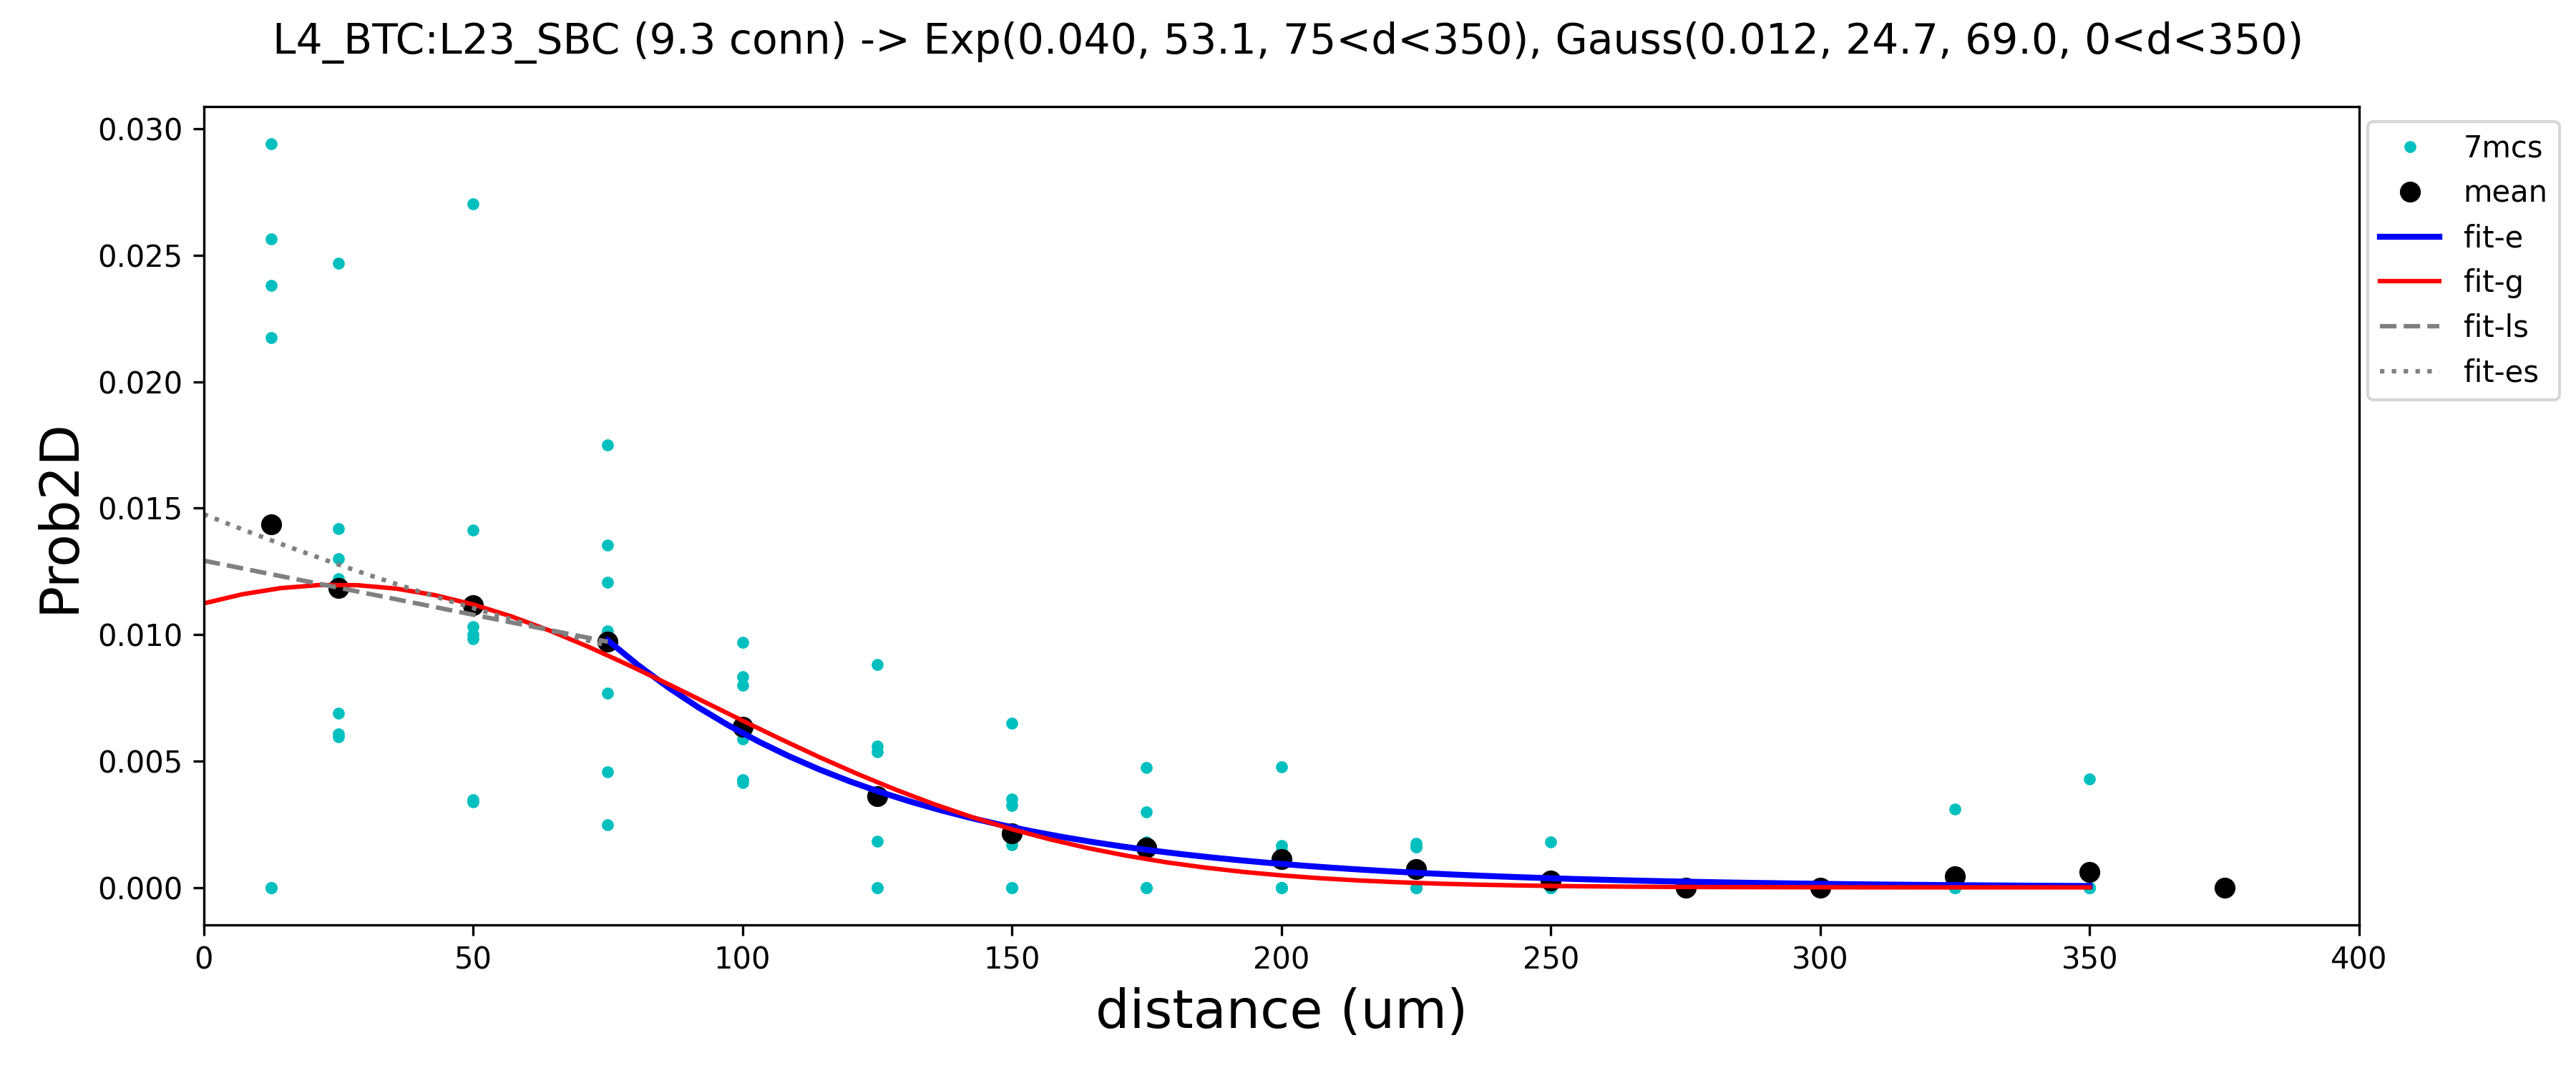 L4_BTC:L23_SBC (9.3 conn) -> Exp(0.040, 53.1, 75<d<350), Gauss(0.012, 24.7, 69.0, 0<d<350)
0.030
0.025
0.020
0.015
0.010
0.005
0.000
Prob2D
0 50 100 150 200 250 300 350 400
distance (um)
7mcs
mean
fit-e
fit-g
fit-ls
fit-es